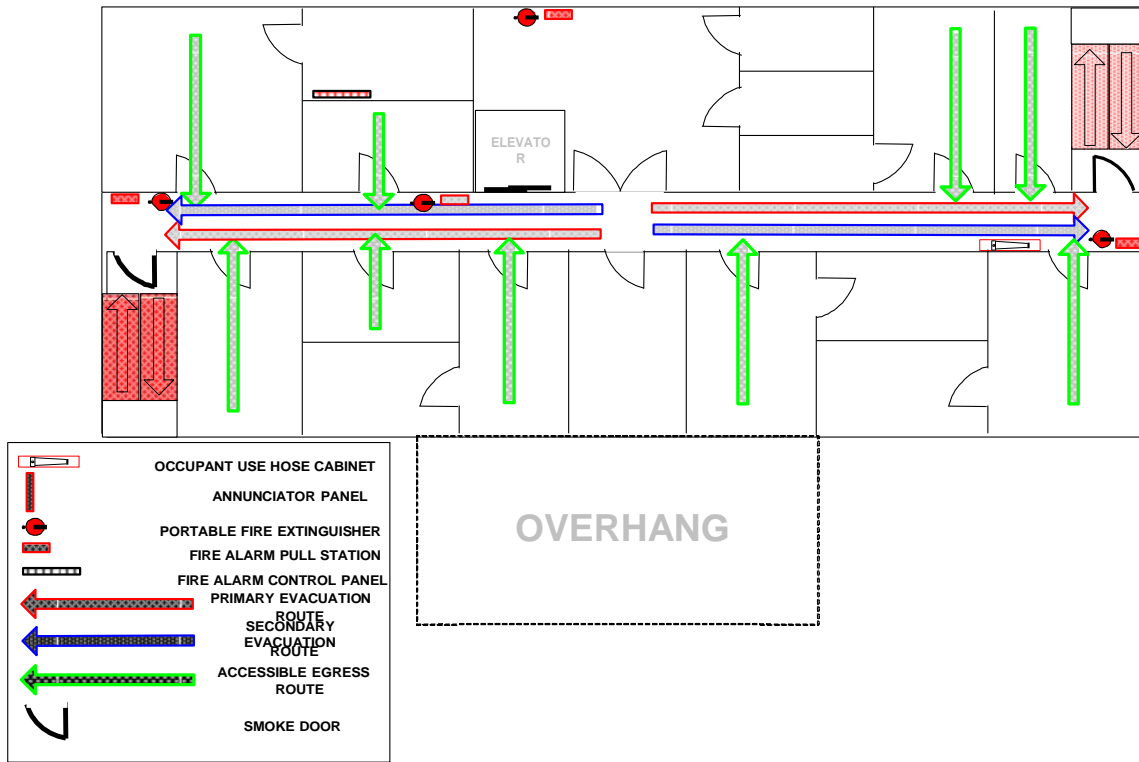 ELEVATO
R
OVERHANG
OCCUPANT USE HOSE CABINET
ANNUNCIATOR PANEL
PORTABLE FIRE EXTINGUISHER
FIRE ALARM PULL STATION
FIRE ALARM CONTROL PANEL
PRIMARY EVACUATION
ROUTE
SECONDARY
EVACUATION
ROUTE
ACCESSIBLE EGRESS
ROUTE
SMOKE DOOR